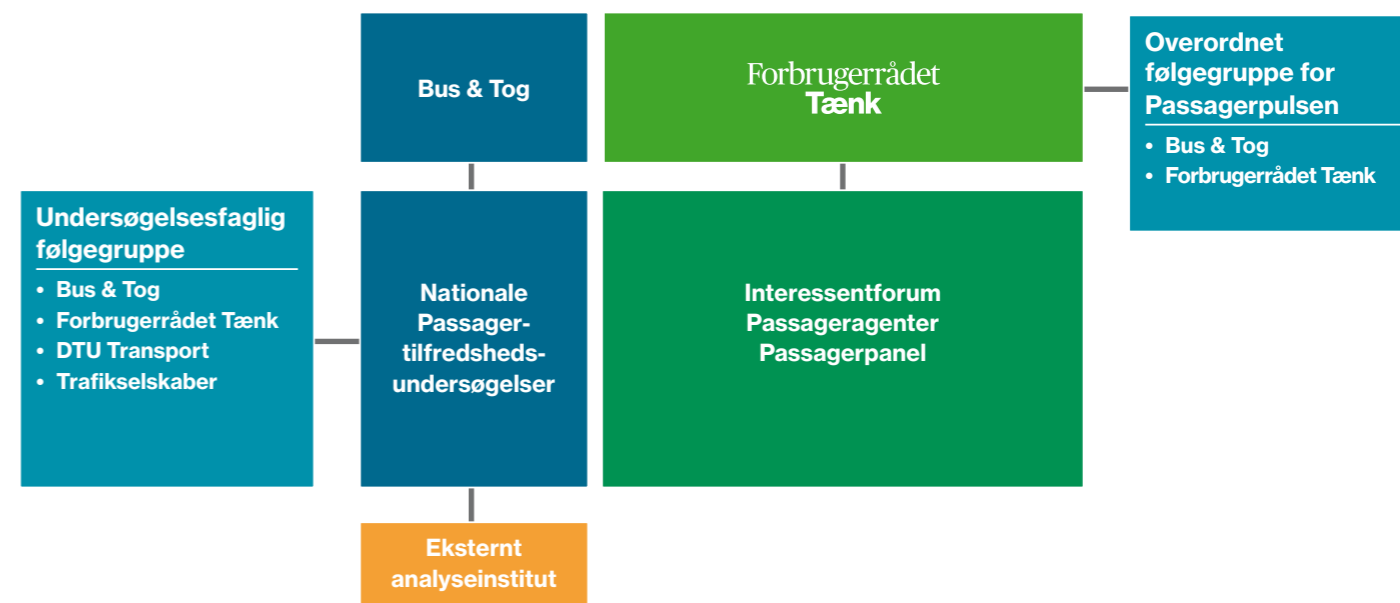 Bus & Tog
Forbrugerrådet
Tænk
Overordnet
følgegruppe for
Passagerpulsen
• Bus & Tog
• Forbrugerrådet Tænk
Undersøgelsesfaglig
følgegruppe
• Bus & Tog
• Forbrugerrådet Tænk
• DTU Transport
• Trafikselskaber
Nationale
Passager-
tilfredsheds-
undersøgelser
Interessentforum
Passageragenter
Passagerpanel
Eksternt
analyseinstitut